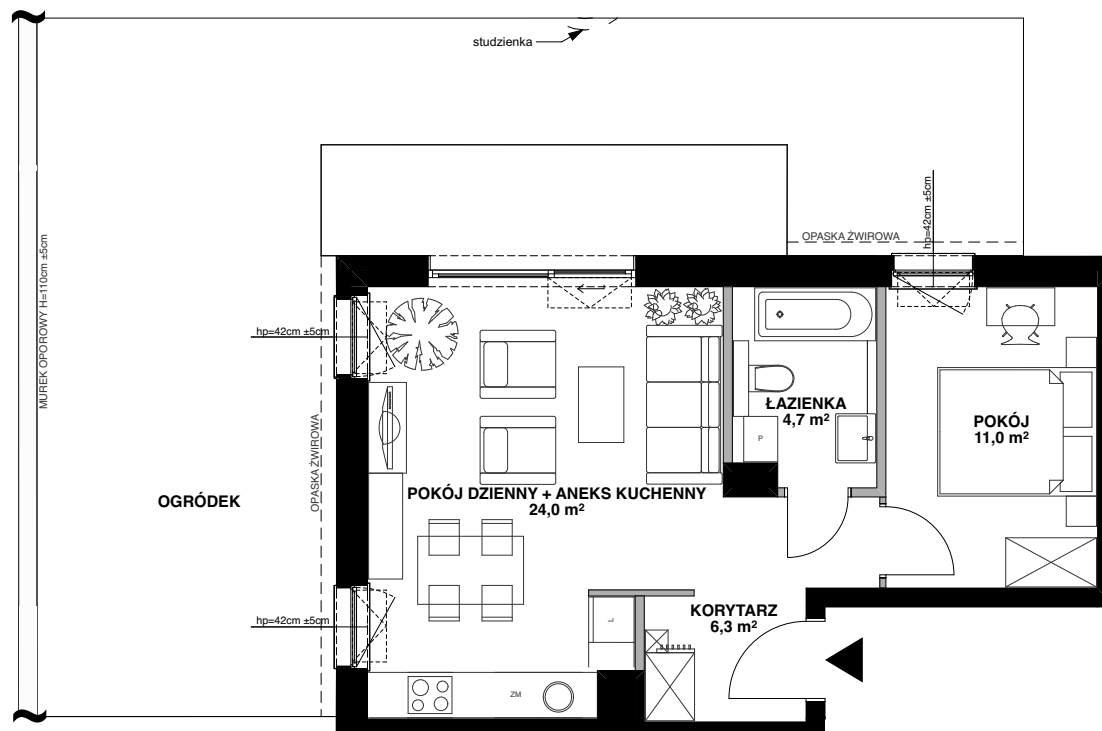 studzienka
hp=42cm ±5cm
OPASKA ŻWIROWA
MUREK OPOROWY H=110cm ±5cm
hp=42cm ±5cm
ŁAZIENKA
4,7 m²
POKÓJ
11,0 m²
P
OPASKA ŻWIROWA
OGRÓDEK
POKÓJ DZIENNY + ANEKS KUCHENNY
24,0 m²
KORYTARZ
6,3 m²
L
hp=42cm ±5cm
ZM